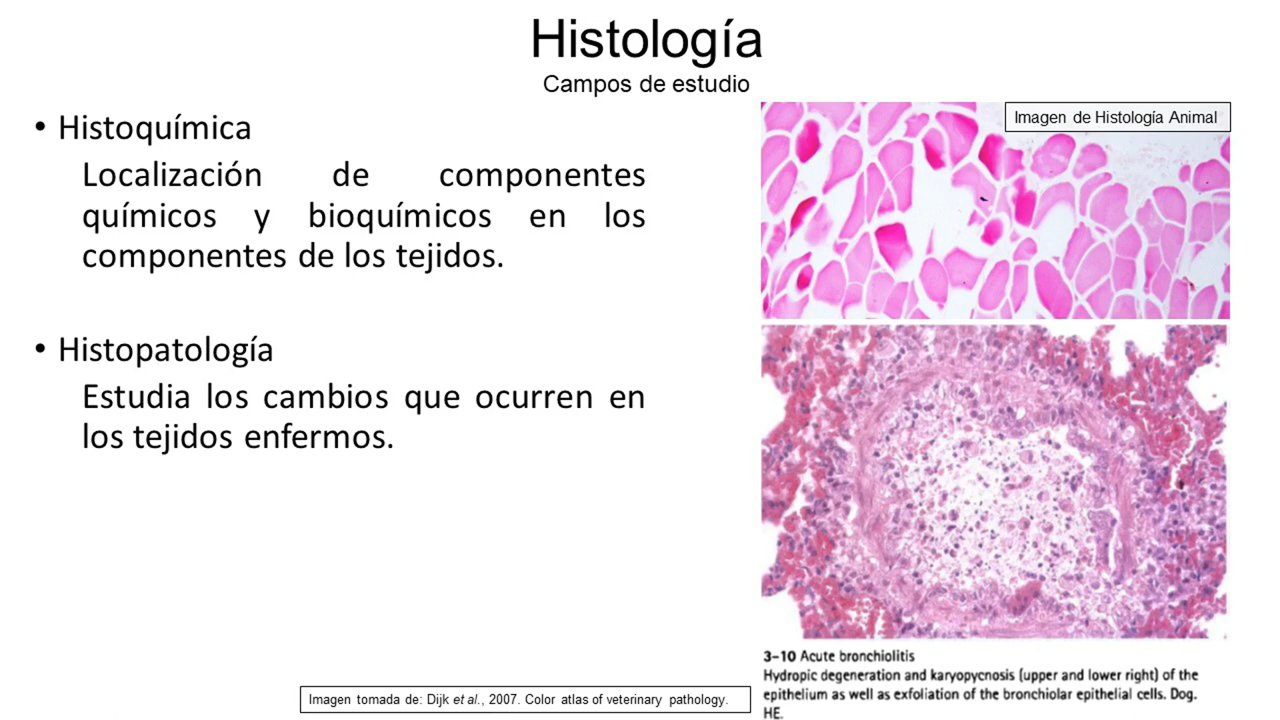 Histología
Campos de estudio
• Histoquímica
Localización de componentes
químicos y bioquímicos en los
componentes de los tejidos.
• Histopatología
Estudia los cambios que ocurren en
los tejidos enfermos.
Imagen de Histología Animal
3–10 Acute bronchiolitis
Hydropic degeneration and karyopycnosis (upper and lower right) of the
epithelium as well as exfoliation of the bronchiolar epithelial cells. Dog.
HE.
Imagen tomada de: Dijk et al., 2007. Color atlas of veterinary pathology.